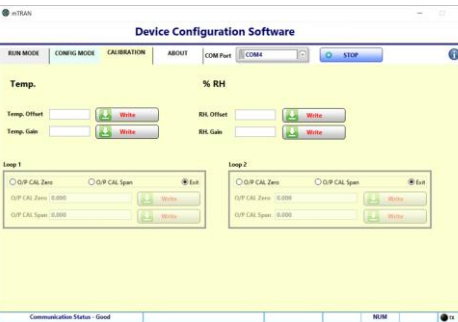 mTRAN
Device Configuration Software
RUN MODE CONFIG MODE CALIBRATION ABOUT COM Port COM4 STOP
Temp. % RH
Temp. Offset Write RH. Offset Write
Temp. Gain Write RH. Gain Write
Loop 1 Loop 2
O/P CAL Zero O/P CAL Span Exit O/P CAL Zero O/P CAL Span Exit
O/P CAL Zero 0.000 Write O/P CAL Zero 0.000 Write
O/P CAL Span 0.000 Write O/P CAL Span 0.000 Write
Communication Status - Good NUM TX